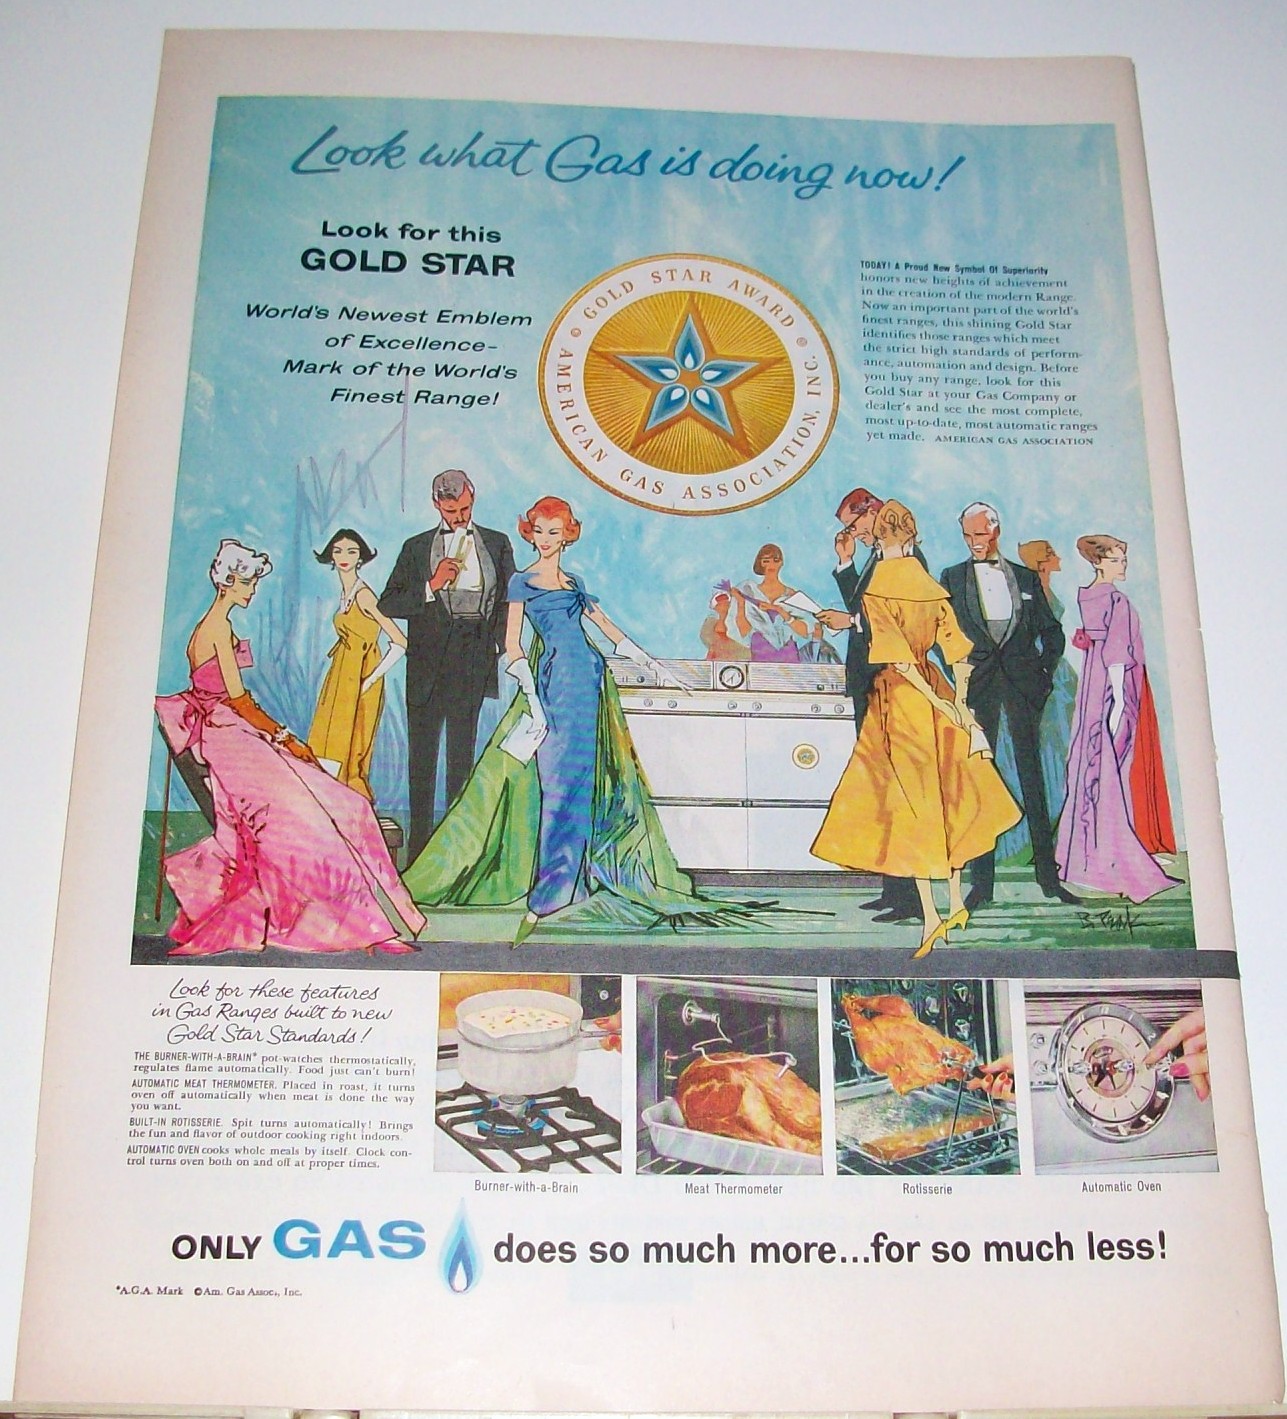 Look what Gas is doing now!
Look for this
GOLD STAR
World's Newest Emblem
of Excellence–
Mark of the World's
Finest Range!
© GOLD STAR AWARD ©
AMERICAN GAS ASSOCIATION, INC.
TODAY! A Proud New Symbol Of Superiority
honors new heights of achievement
in the creation of the modern Range.
Now an important part of the world's
finest ranges, this shining Gold Star
identifies those ranges which meet
the strict high standards of perform-
ance, automation and design. Before
you buy any range, look for this
Gold Star at your Gas Company or
dealer's and see the most complete,
most up-to-date, most automatic ranges
yet made. AMERICAN GAS ASSOCIATION
Look for these features
in Gas Ranges built to new
Gold Star Standards!
THE BURNER-WITH-A-BRAIN* pot-watches thermostatically,
regulates flame automatically. Food just can't burn!
AUTOMATIC MEAT THERMOMETER. Placed in roast, it turns
oven off automatically when meat is done the way
you want.
BUILT-IN ROTISSERIE. Spit turns automatically! Brings
the fun and flavor of outdoor cooking right indoors.
AUTOMATIC OVEN cooks whole meals by itself. Clock con-
trol turns oven both on and off at proper times.
Burner-with-a-Brain
Meat Thermometer
Rotisserie
Automatic Oven
ONLY GAS does so much more...for so much less!
*A.G.A. Mark ©Am. Gas Assoc., Inc.